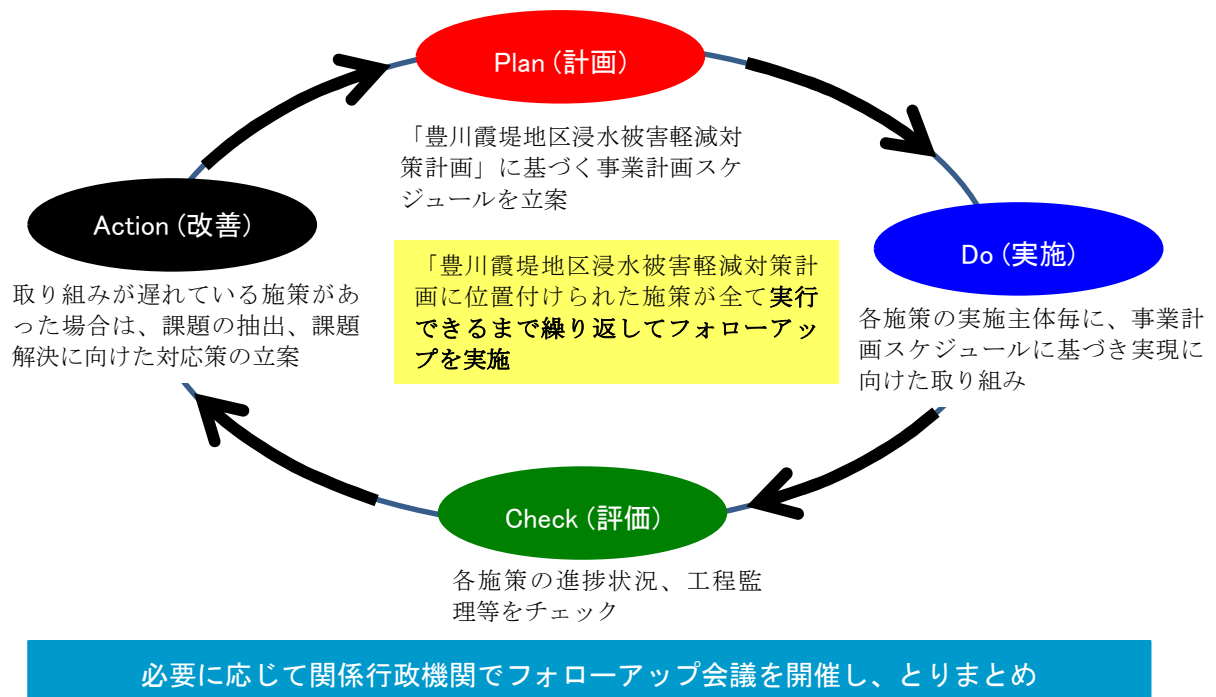 Plan (計画)
「豊川霞堤地区浸水被害軽減対
策計画」に基づく事業計画スケ
ジュールを立案
Do (実施)
各施策の実施主体毎に、事業計
画スケジュールに基づき実現に
向けた取り組み
Check (評価)
各施策の進捗状況、工程監
理等をチェック
Action (改善)
取り組みが遅れている施策があ
った場合は、課題の抽出、課題
解決に向けた対応策の立案
「豊川霞堤地区浸水被害軽減対策計
画に位置付けられた施策が全て実行
できるまで繰り返してフォローアッ
プを実施
必要に応じて関係行政機関でフォローアップ会議を開催し、とりまとめ